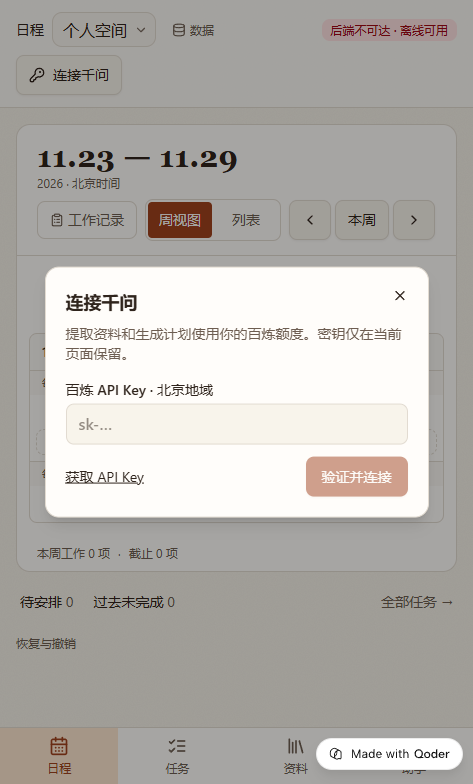 日程 个人空间 数据 后端不可达 · 离线可用
连接千问
11.23 — 11.29
2026 · 北京时间
工作记录 周视图 列表 本周
连接千问
提取资料和生成计划使用你的百炼额度。密钥仅在当前
页面保留。
百炼 API Key · 北京地域
sk-...
获取 API Key 验证并连接
本周工作 0 项 · 截止 0 项
待安排 0 过去未完成 0 全部任务 →
恢复与撤销
Made with Qoder
日程 任务 资料